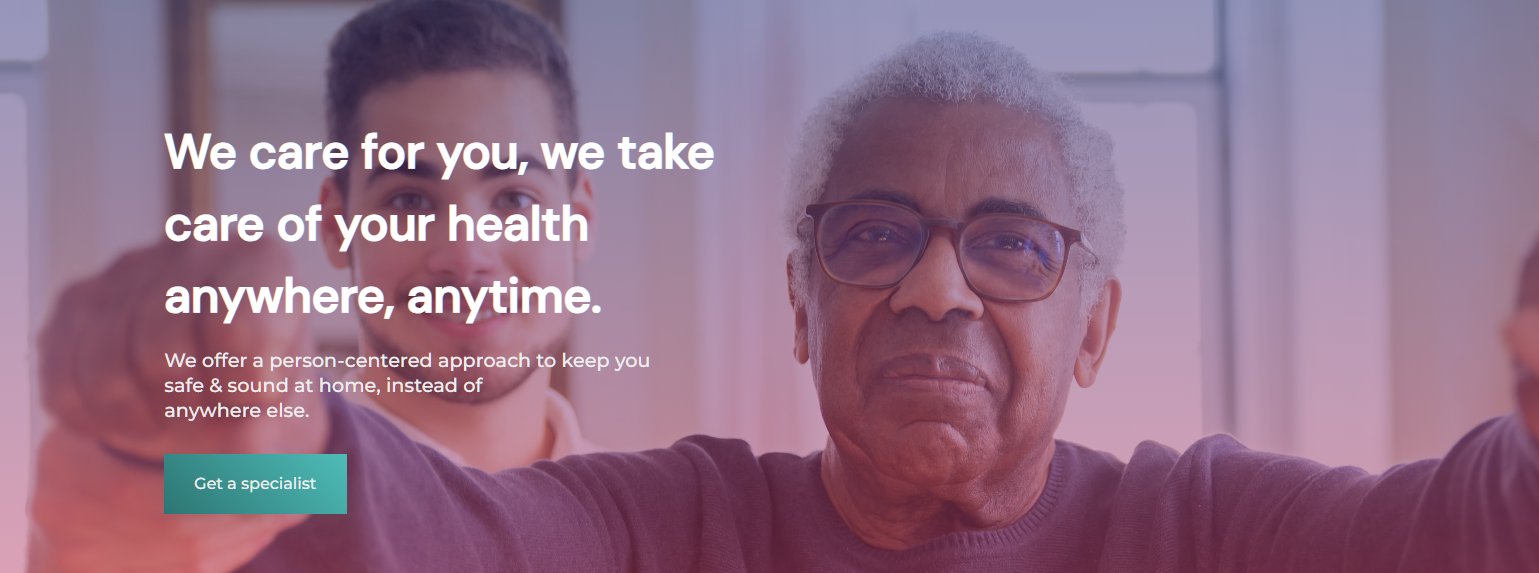 We care for you, we take
care of your health
anywhere, anytime.
We offer a person-centered approach to keep you
safe & sound at home, instead of
anywhere else.
Get a specialist